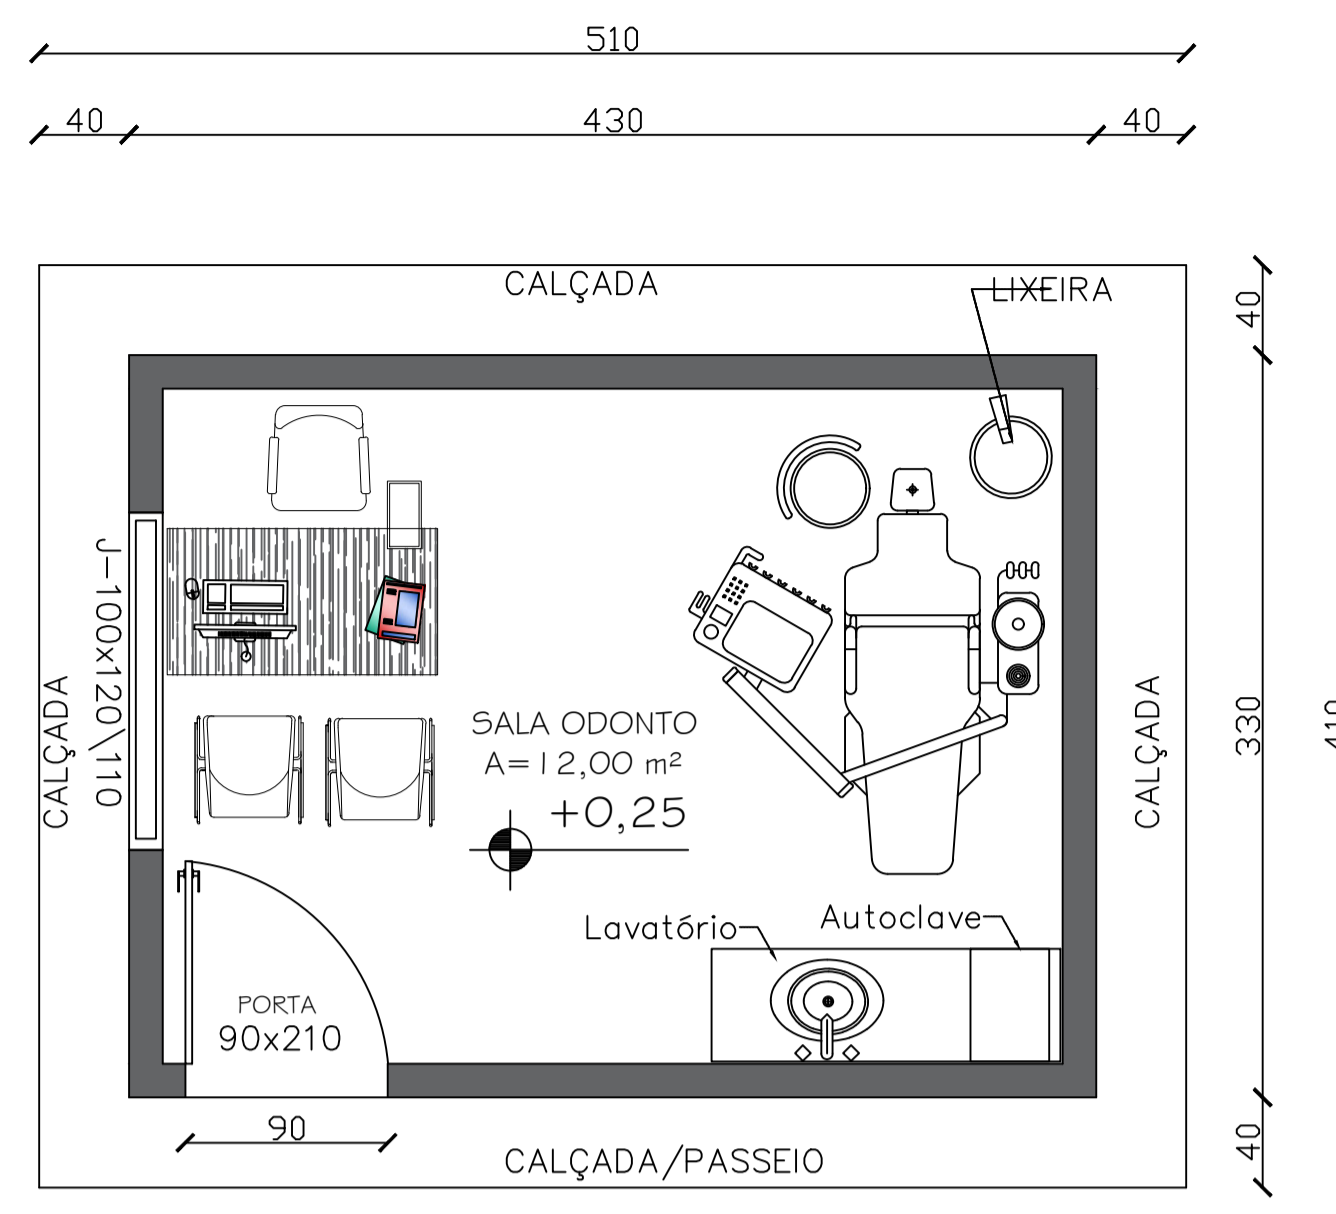 510
40
430
40
CALÇADA
LIXEIRA
40
J-100x120\110
CALÇADA
SALA ODONTO
A=12,00 m²
+0,25
CALÇADA
330
410
Lavatório
Autoclave
PORTA
90x210
90
CALÇADA/PASSEIO
40